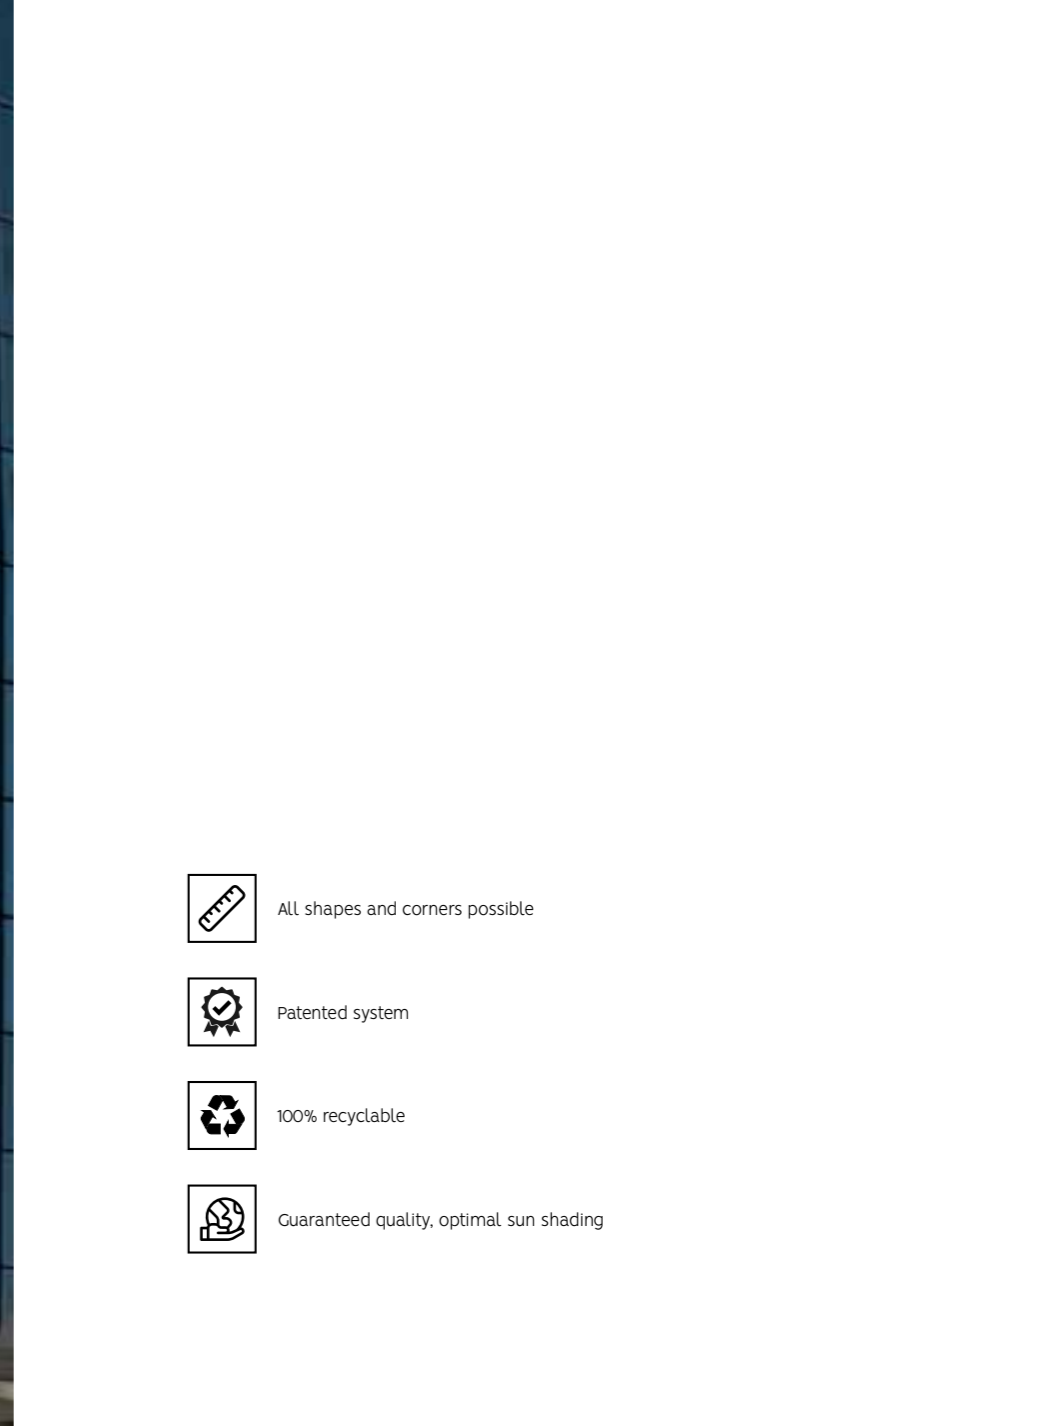 All shapes and corners possible
Patented system
100% recyclable
Guaranteed quality, optimal sun shading